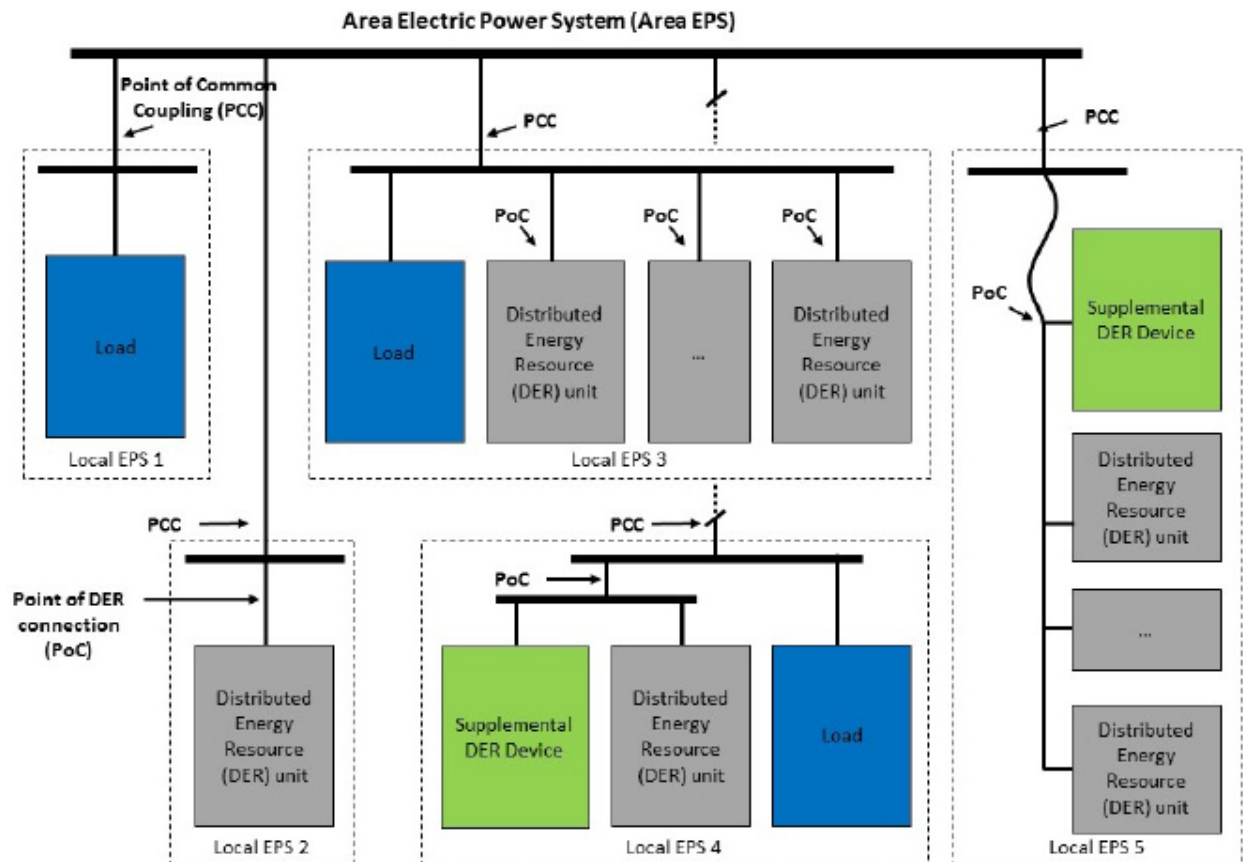 Area Electric Power System (Area EPS)
Point of Common
Coupling (PCC)
PCC
PCC
Load
Local EPS 1
PoC
PoC
PoC
Load
Distributed
Energy
Resource
(DER) unit
...
Distributed
Energy
Resource
(DER) unit
Local EPS 3
PoC
Supplemental
DER Device
Distributed
Energy
Resource
(DER) unit
...
Distributed
Energy
Resource
(DER) unit
Local EPS 5
PCC
Point of DER
connection
(PoC)
Distributed
Energy
Resource
(DER) unit
Local EPS 2
PCC
PoC
Supplemental
DER Device
Distributed
Energy
Resource
(DER) unit
Load
Local EPS 4